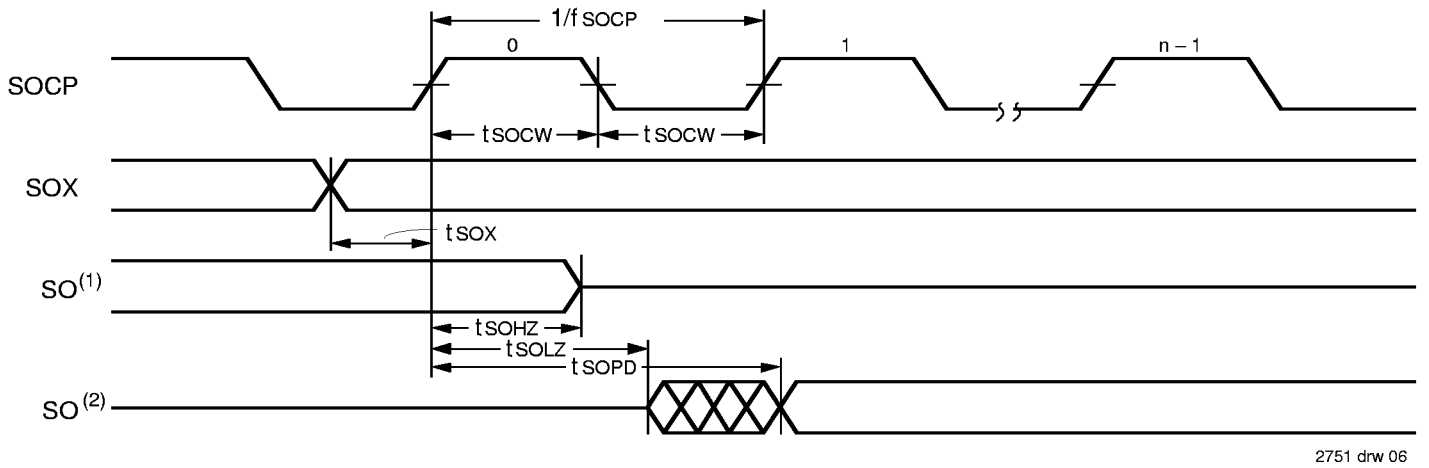 1/f SOCP
SOCP 0 1 n – 1
t SOCW t SOCW
SOX
t SOX
SO(1)
t SOHZ
t SOLZ
t SOPD
SO(2)
2751 drw 06